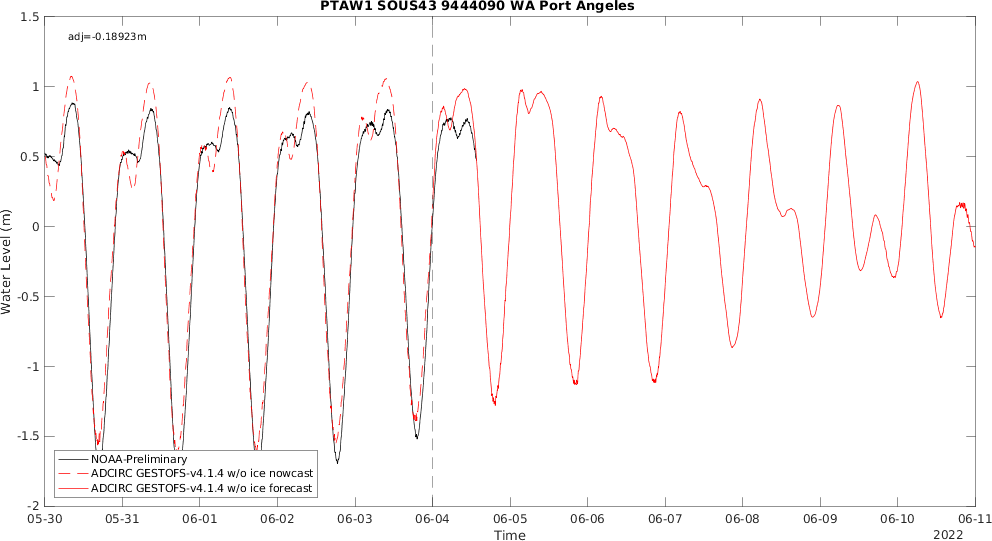 PTAW1 SOUS43 9444090 WA Port Angeles
adj=-0.18923m
1.5
1
0.5
0
-0.5
-1
-1.5
-2
Water Level (m)
NOAA-Preliminary
ADCIRC GESTOFS-v4.1.4 w/o ice nowcast
ADCIRC GESTOFS-v4.1.4 w/o ice forecast
05-30 05-31 06-01 06-02 06-03 06-04 06-05 06-06 06-07 06-08 06-09 06-10 06-11
Time
2022